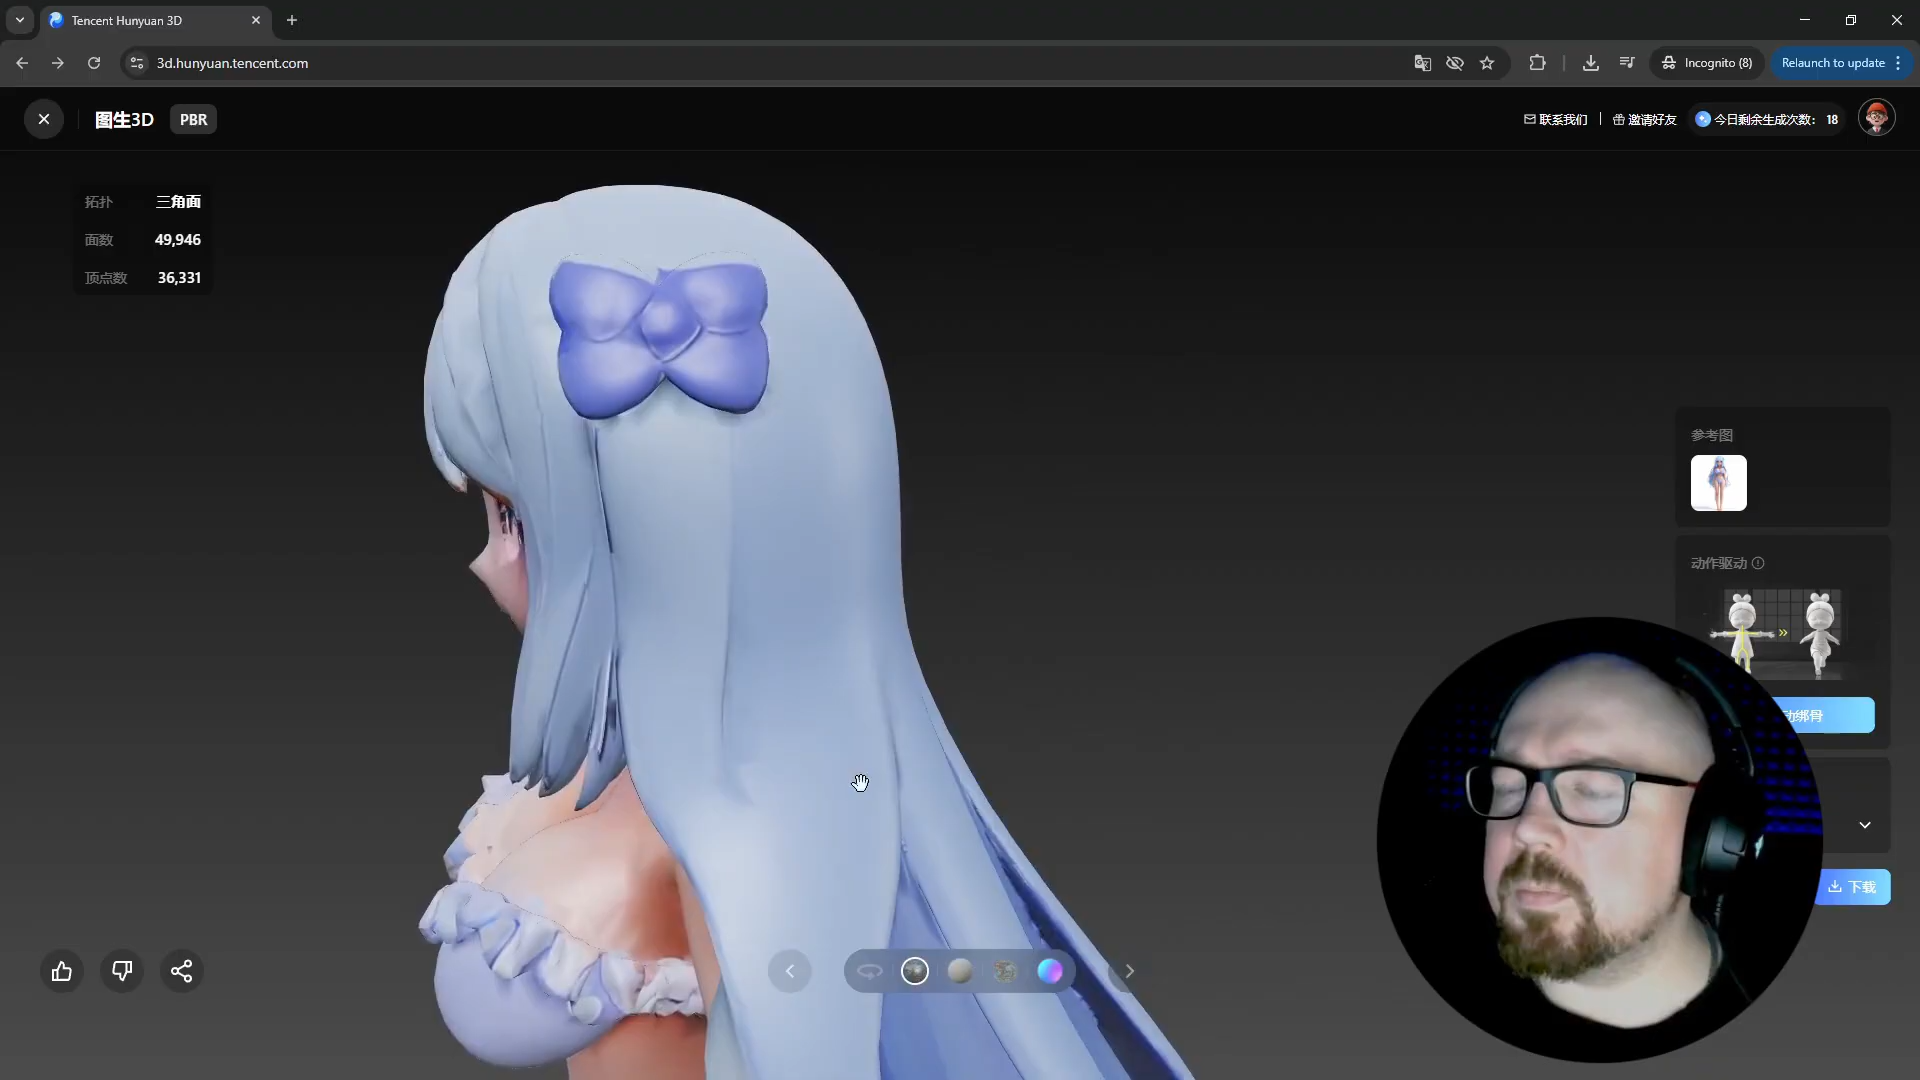 Tencent Hunyuan 3D
3d.hunyuan.tencent.com
Incognito (8)
Relaunch to update
图生3D
PBR
联系我们
邀请好友
今日剩余生成次数: 18
拓扑 三角面
面数 49,946
顶点数 36,331
参考图
动作驱动
动绑骨
下载